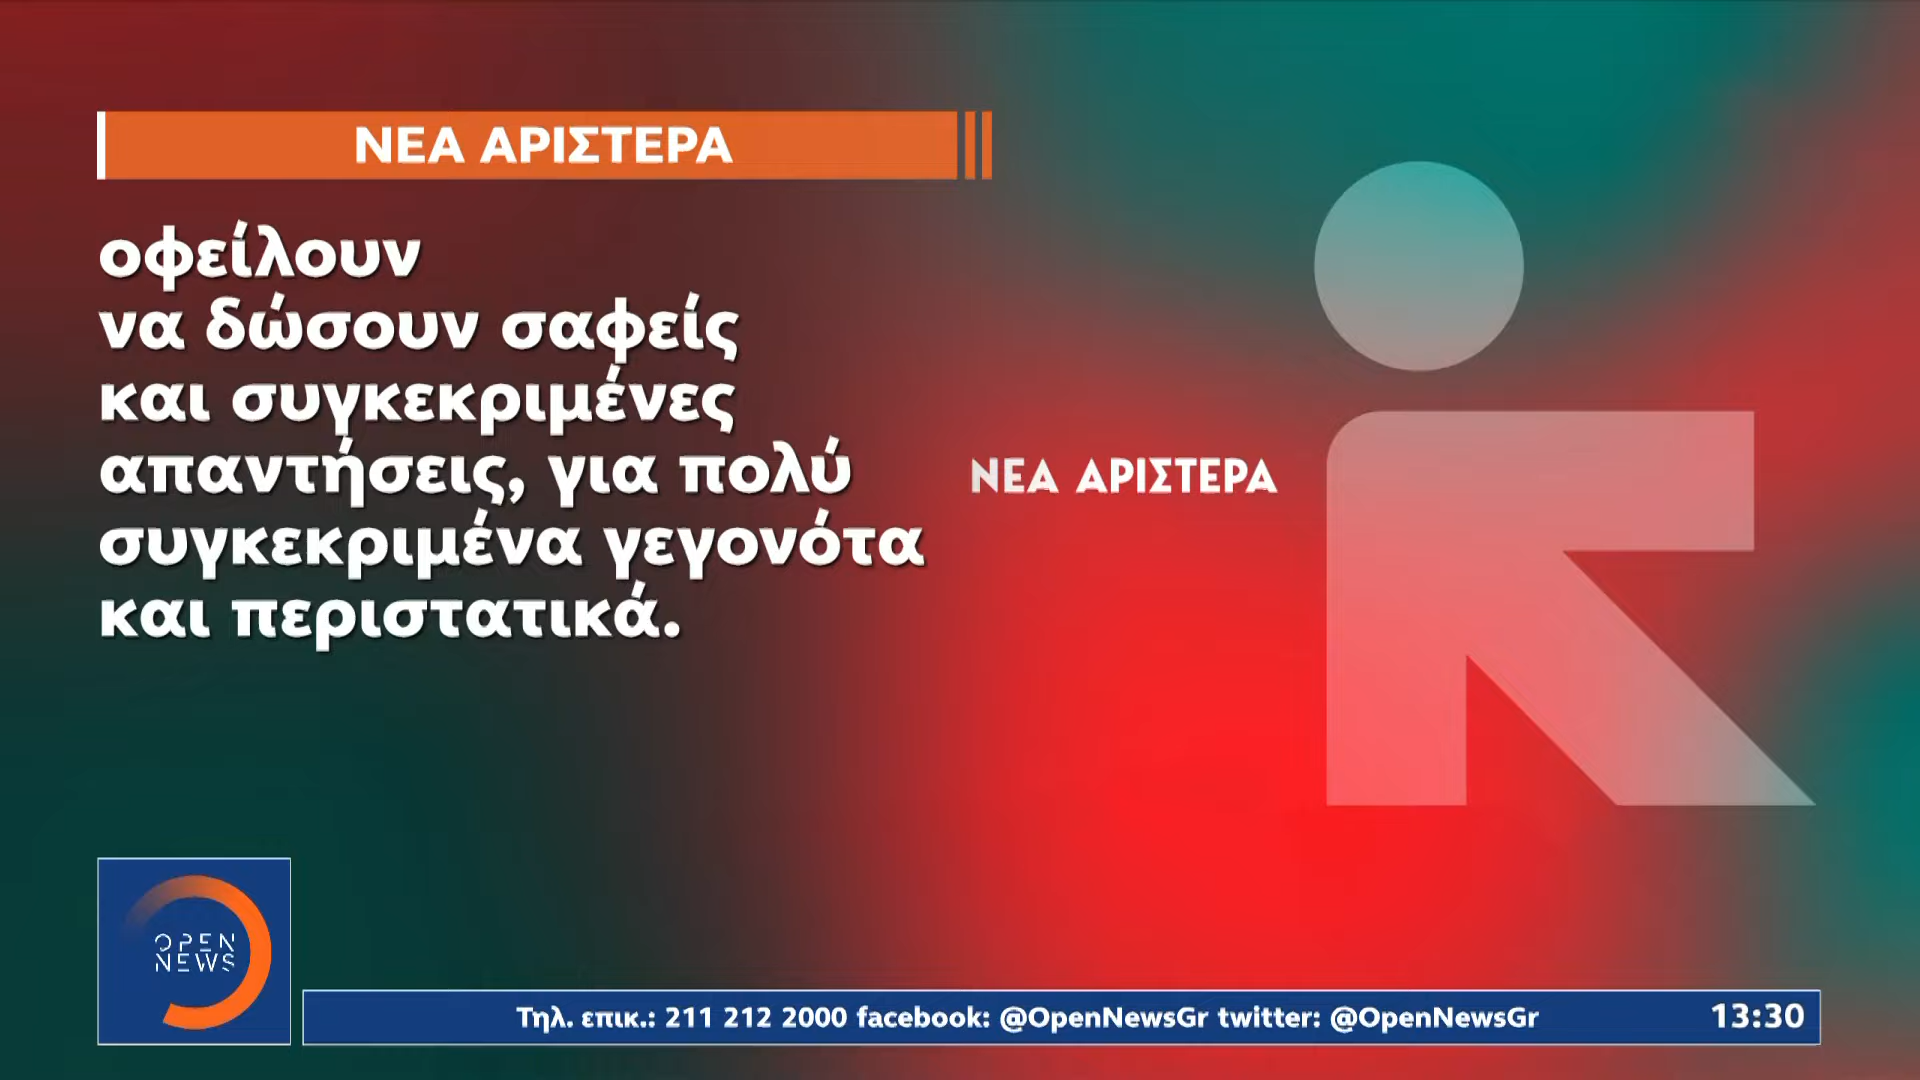 ΝΕΑ ΑΡΙΣΤΕΡΑ
οφείλουν
να δώσουν σαφείς
και συγκεκριμένες
απαντήσεις, για πολύ
συγκεκριμένα γεγονότα
και περιστατικά.
ΝΕΑ ΑΡΙΣΤΕΡΑ
OPEN
NEWS
Τηλ. επικ.: 211 212 2000 facebook: @OpenNewsGr twitter: @OpenNewsGr
13:30